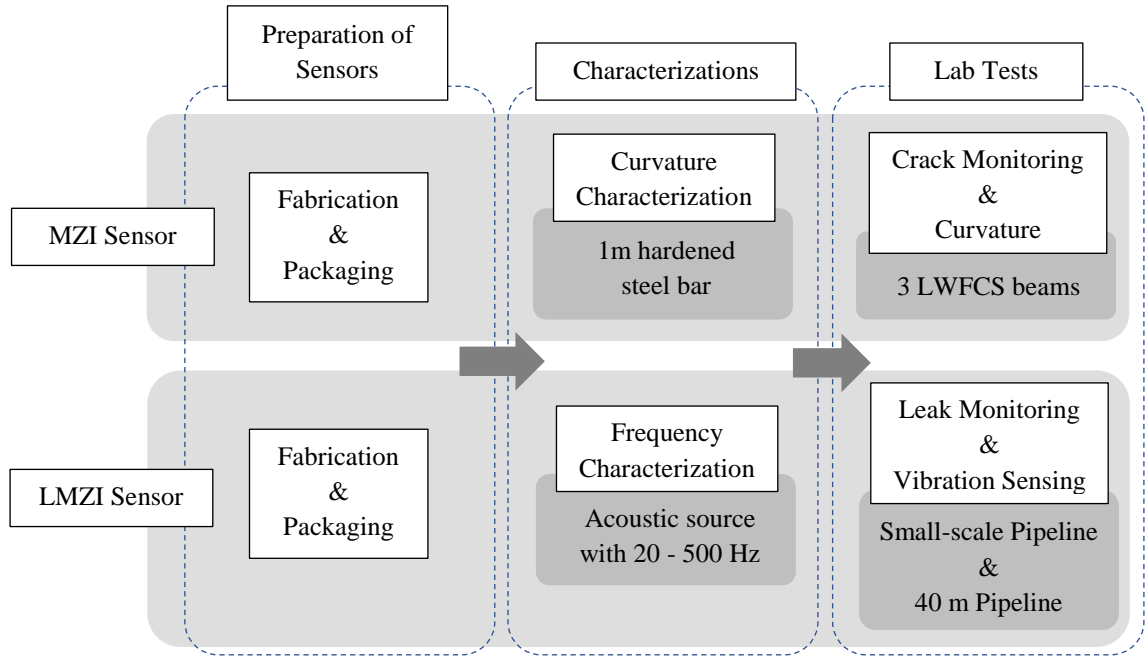 Preparation of
Sensors
Characterizations
Lab Tests
MZI Sensor
Fabrication
&
Packaging
Curvature
Characterization
1m hardened
steel bar
Crack Monitoring
&
Curvature
3 LWFCS beams
LMZI Sensor
Fabrication
&
Packaging
Frequency
Characterization
Acoustic source
with 20 - 500 Hz
Leak Monitoring
&
Vibration Sensing
Small-scale Pipeline
&
40 m Pipeline